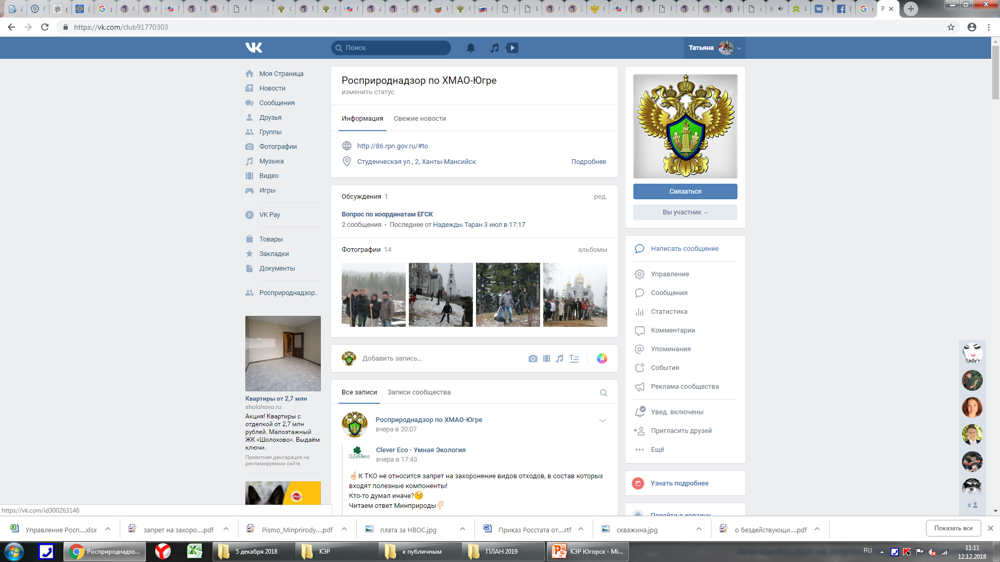 https://vk.com/club91770303
Поиск
Татьяна
Моя Страница
Новости
Сообщения
Друзья
Группы
Фотографии
Музыка
Видео
Игры
VK Pay
Товары
Закладки
Документы
Росприроднадзор..
Квартиры от 2,7 млн
sholohovo.ru
Акция! Квартиры с
отделкой от 2,7 млн
рублей. Малоэтажный
ЖК «Шолохово». Выдаём
ключи.
Проектная декларация на
рекламируемом сайте
Росприроднадзор по ХМАО-Югре
изменить статус
Информация Свежие новости
http://86.rpn.gov.ru/#to
Студенческая ул., 2, Ханты-Мансийск Подробнее
Обсуждения 1 ред.
Вопрос по координатам ЕГСК
2 сообщения · Последнее от Надежды Таран 3 июл в 17:17
Фотографии 14 альбомы
Добавить запись...
Все записи Записи сообщества
Росприроднадзор по ХМАО-Югре
вчера в 20:07
CLEVEReco
Clever Eco - Умная Экология
вчера в 17:43
☝К ТКО не относится запрет на захоронение видов отходов, в состав которых
входят полезные компоненты!
Кто-то думал иначе?
Читаем ответ Минприроды👇
Связаться
Вы участник
Написать сообщение
Управление
Сообщения
Статистика
Комментарии
Упоминания
События
Реклама сообщества
Увед. включены
Пригласить друзей
Ещё
Узнать подробнее
Перейти в корзину
1ady's
4
https://vk.com/id300263146
Управление Росп....xlsx
запрет на захоро....pdf
Pismo_Minprirody....pdf
плата за НВОС.jpg
Приказ Росстата от....rtf
скважина.jpg
о бездействующи....pdf
Показать все
Росприроднадзо...
5 декабря 2018
КЭР
к публичным
ПЛАН 2019
КЭР Югорск - Mi...
RU
11:11
12.12.2018